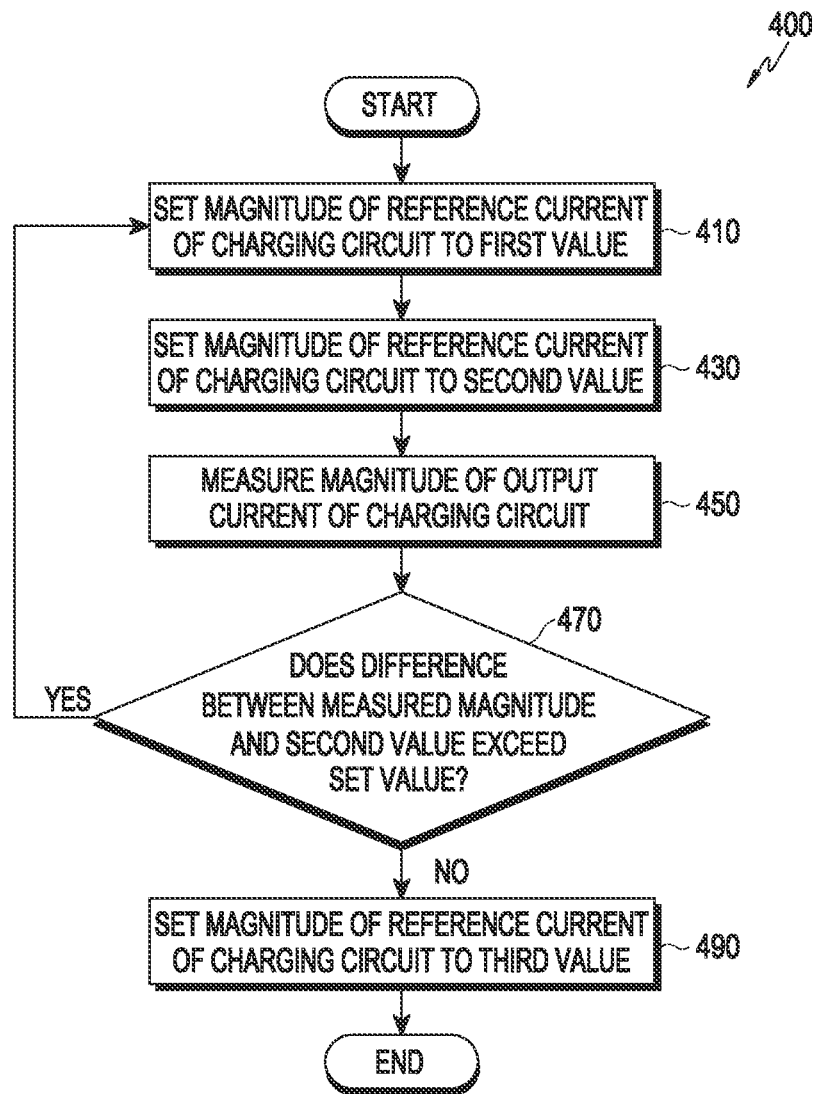 400
START
SET MAGNITUDE OF REFERENCE CURRENT
OF CHARGING CIRCUIT TO FIRST VALUE
410
SET MAGNITUDE OF REFERENCE CURRENT
OF CHARGING CIRCUIT TO SECOND VALUE
430
MEASURE MAGNITUDE OF OUTPUT
CURRENT OF CHARGING CIRCUIT
450
470
DOES DIFFERENCE
BETWEEN MEASURED MAGNITUDE
AND SECOND VALUE EXCEED
SET VALUE?
YES
NO
SET MAGNITUDE OF REFERENCE CURRENT
OF CHARGING CIRCUIT TO THIRD VALUE
490
END